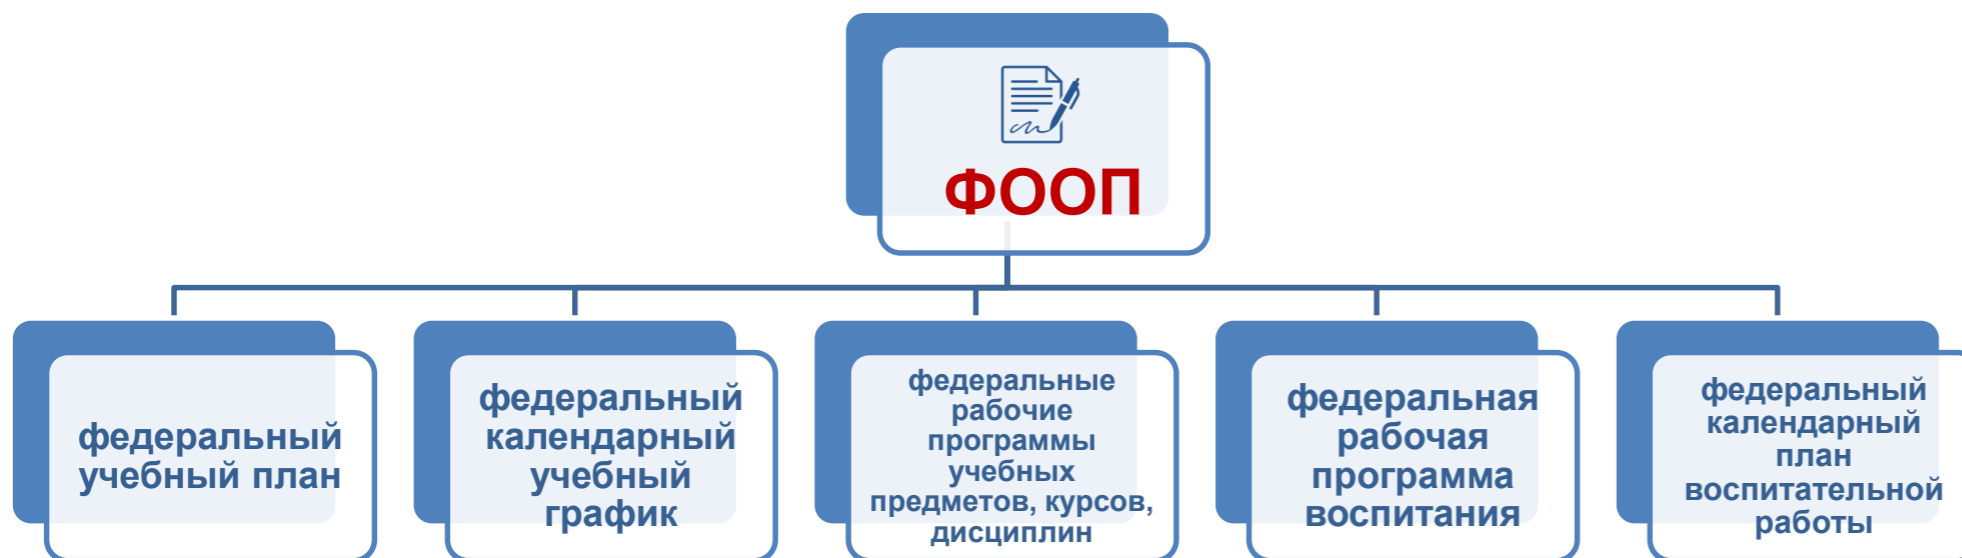 ФООП
федеральный
учебный план
федеральный
календарный
учебный
график
федеральные
рабочие
программы
учебных
предметов, курсов,
дисциплин
федеральная
рабочая
программа
воспитания
федеральный
календарный
план
воспитательной
работы